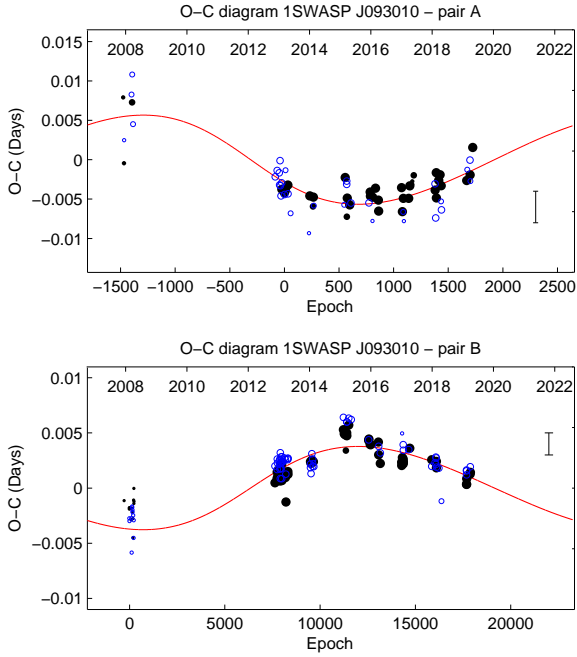 O−C diagram 1SWASP J093010 − pair A
2008 2010 2012 2014 2016 2018 2020 2022
0.015
0.01
0.005
0
−0.005
−0.01
O−C (Days)
−1500 −1000 −500 0 500 1000 1500 2000 2500
Epoch
O−C diagram 1SWASP J093010 − pair B
2008 2010 2012 2014 2016 2018 2020 2022
0.01
0.005
0
−0.005
−0.01
O−C (Days)
0 5000 10000 15000 20000
Epoch